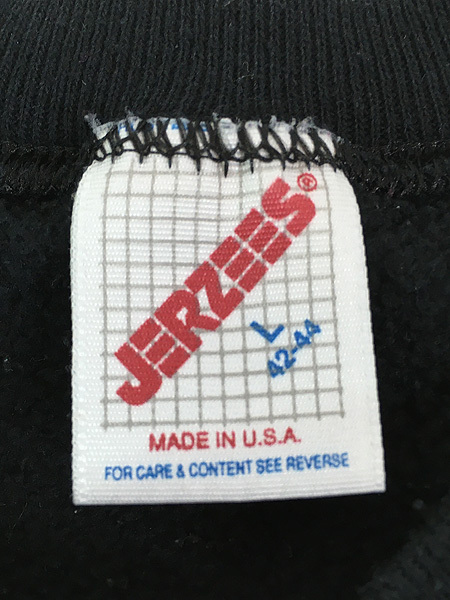 JERZEES®
L
42-44
MADE IN U.S.A.
FOR CARE & CONTENT SEE REVERSE